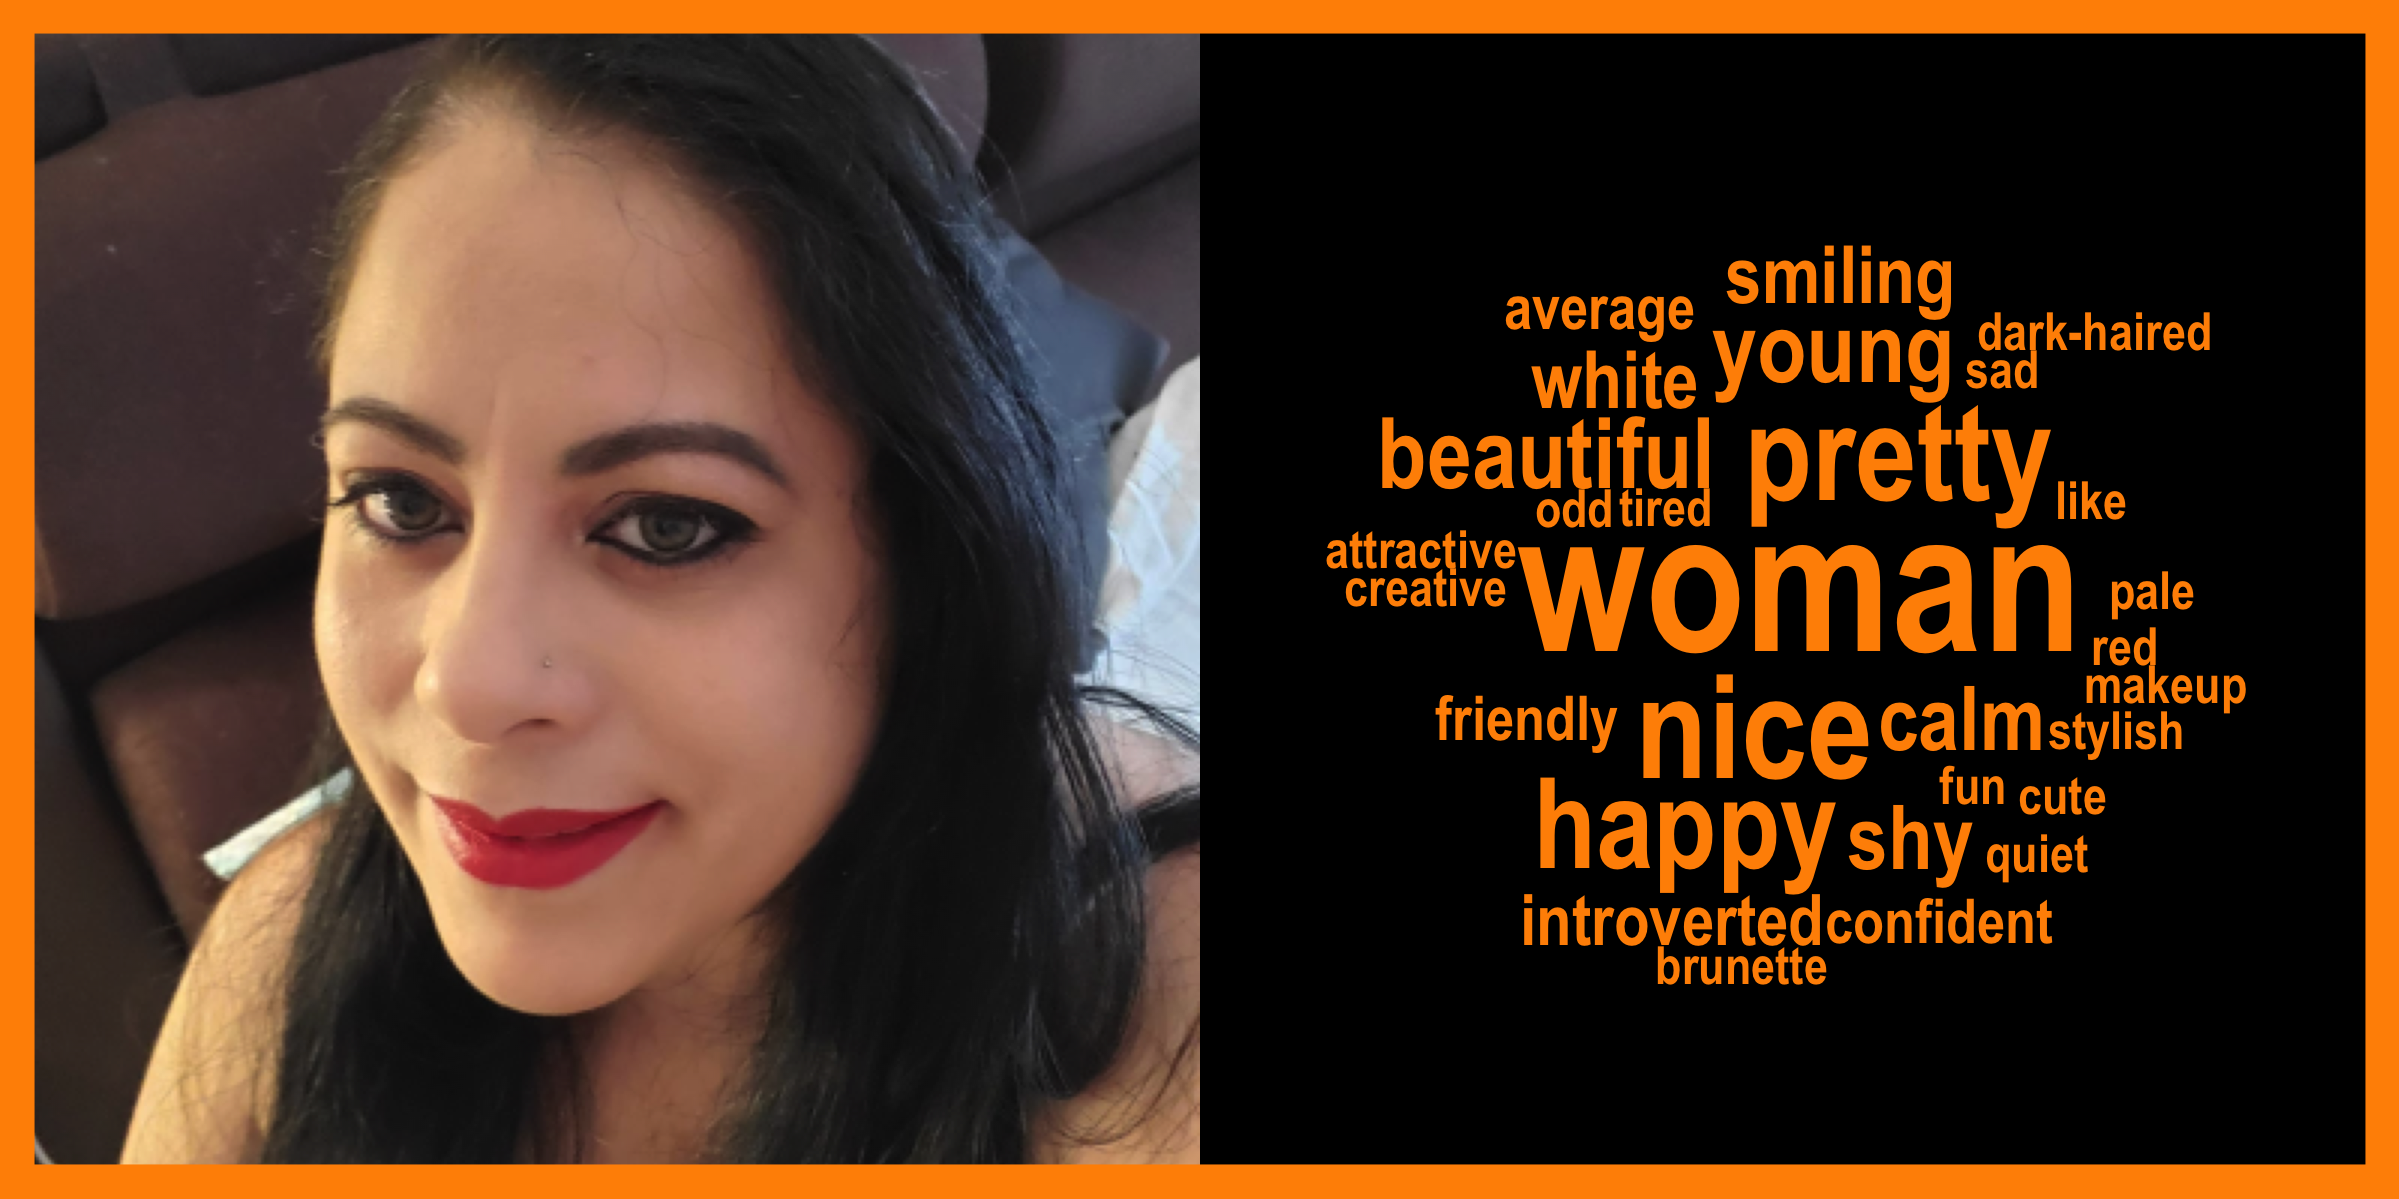 smiling
average
dark-haired
young
sad
white
beautiful
pretty
like
odd
tired
attractive
woman
creative
pale
red
makeup
friendly
nice
calm
stylish
fun
cute
happy
shy
quiet
introverted
confident
brunette